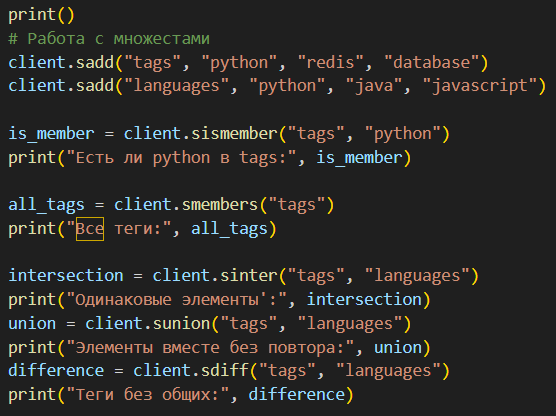 print()
# Работа с множестами
client.sadd("tags", "python", "redis", "database")
client.sadd("languages", "python", "java", "javascript")
is_member = client.sismember("tags", "python")
print("Есть ли python в tags:", is_member)
all_tags = client.smembers("tags")
print("Все теги:", all_tags)
intersection = client.sinter("tags", "languages")
print("Одинаковые элементы':", intersection)
union = client.sunion("tags", "languages")
print("Элементы вместе без повтора:", union)
difference = client.sdiff("tags", "languages")
print("Теги без общих:", difference)